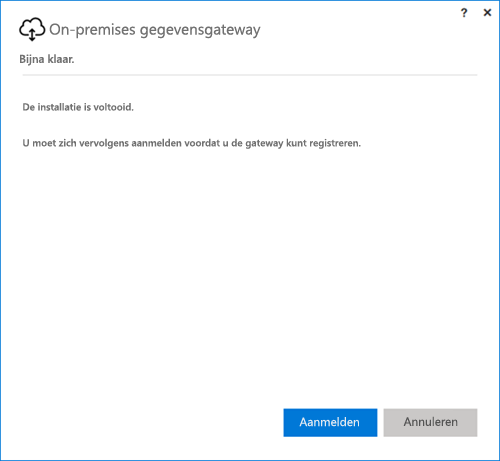 ? ×
On-premises gegevensgateway
Bijna klaar.
De installatie is voltooid.
U moet zich vervolgens aanmelden voordat u de gateway kunt registreren.
Aanmelden Annuleren